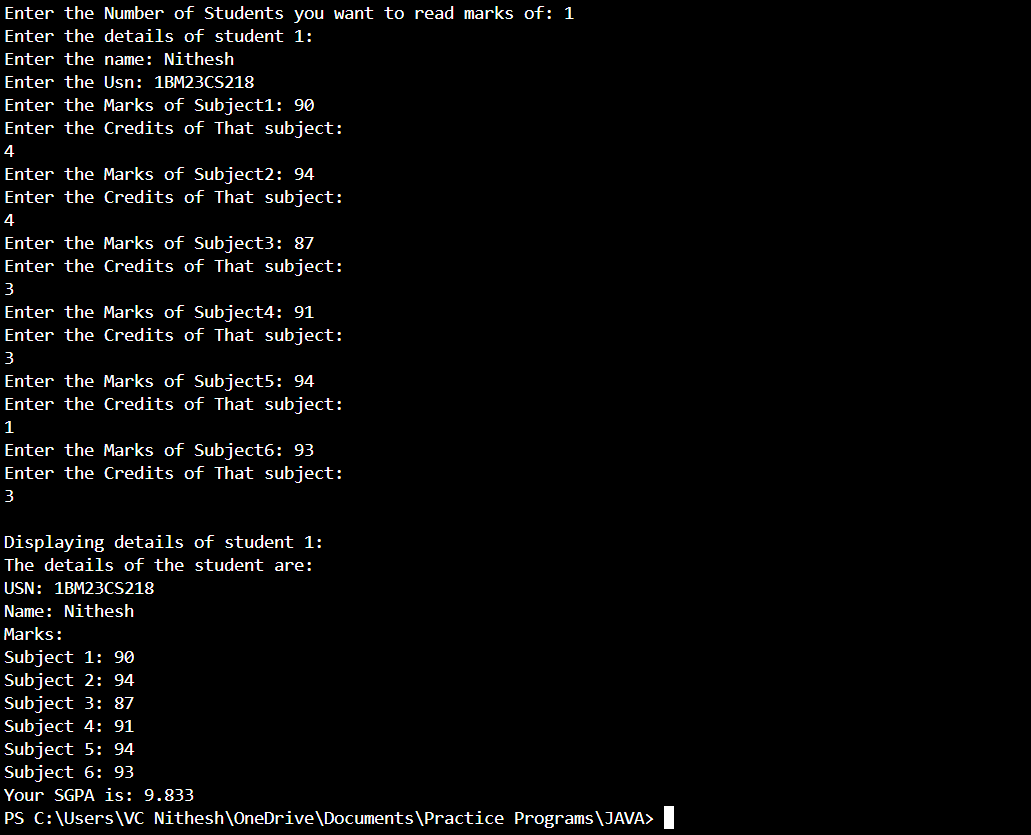 Enter the Number of Students you want to read marks of: 1
Enter the details of student 1:
Enter the name: Nithesh
Enter the Usn: 1BM23CS218
Enter the Marks of Subject1: 90
Enter the Credits of That subject:
4
Enter the Marks of Subject2: 94
Enter the Credits of That subject:
4
Enter the Marks of Subject3: 87
Enter the Credits of That subject:
3
Enter the Marks of Subject4: 91
Enter the Credits of That subject:
3
Enter the Marks of Subject5: 94
Enter the Credits of That subject:
1
Enter the Marks of Subject6: 93
Enter the Credits of That subject:
3
Displaying details of student 1:
The details of the student are:
USN: 1BM23CS218
Name: Nithesh
Marks:
Subject 1: 90
Subject 2: 94
Subject 3: 87
Subject 4: 91
Subject 5: 94
Subject 6: 93
Your SGPA is: 9.833
PS C:\Users\VC Nithesh\OneDrive\Documents\Practice Programs\JAVA>